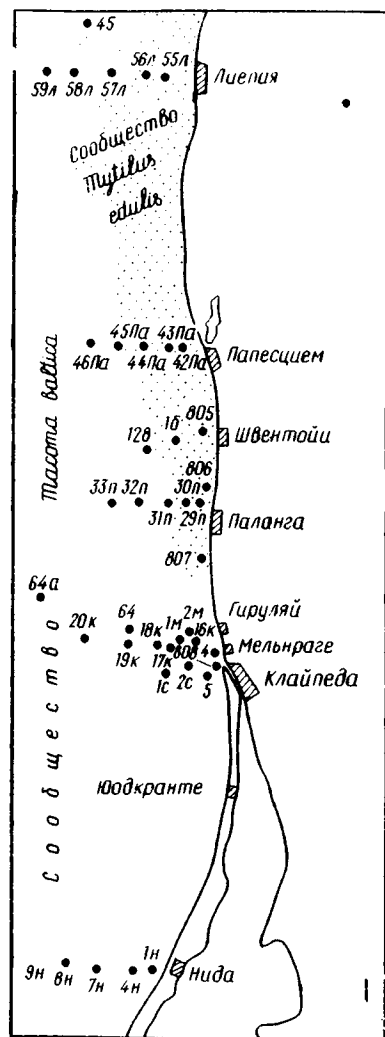 45
56л 55л
59л 58л 57л
Лиепия
Сообщество
Mytilus
edulis
45Па 43Па
46Па 44Па 42Па
Папесцием
805
1б
128
Швентойи
806
33п 32п 30п
31п 29п
Паланга
807
Macoma baltica
64а
Гируляй
20к 64 18к 1м 2м 16к
Мельнраге
19к 17к 808 4
1с 2с 5
Клайпеда
Сообщество
Юодкранте
1н
9н 8н 7н 4н
Нида